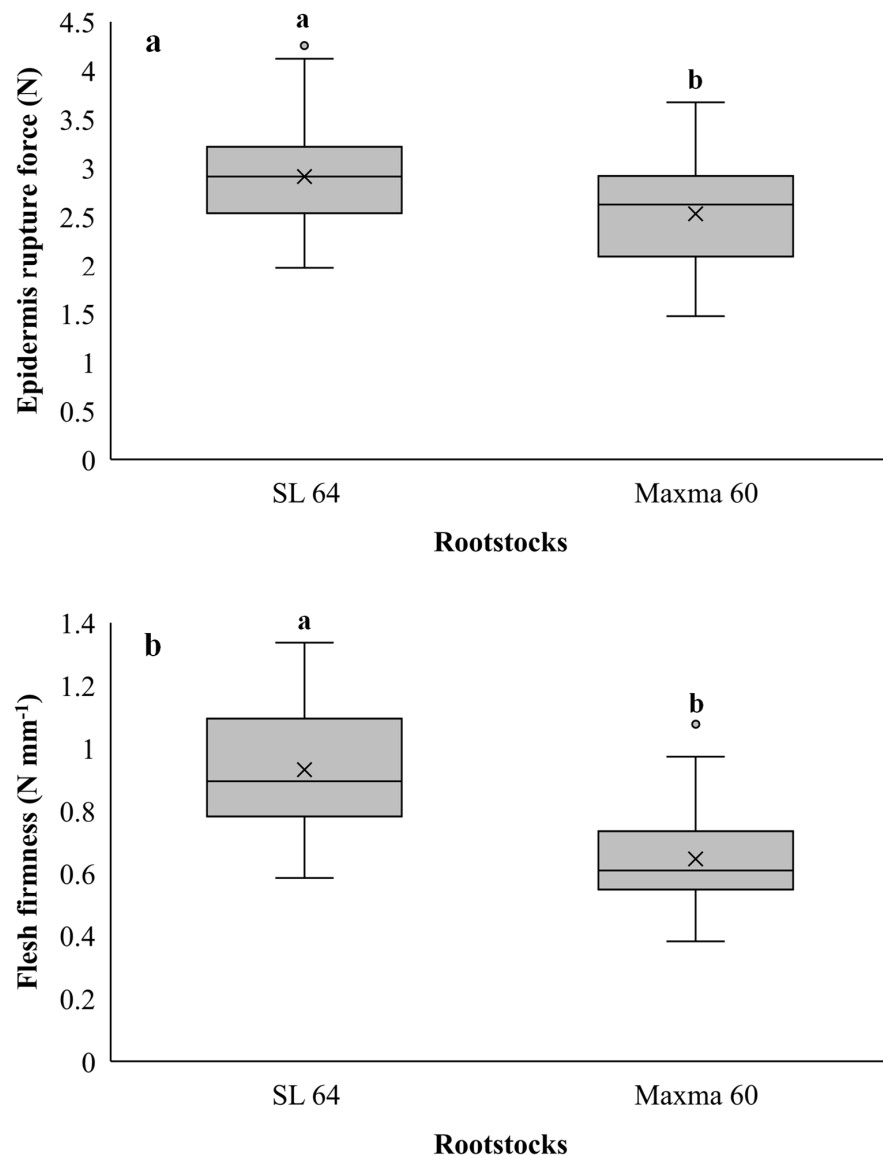 a
a
b
4.5
4
3.5
3
2.5
2
1.5
1
0.5
0
Epidermis rupture force (N)
SL 64
Maxma 60
Rootstocks
b
a
b
1.4
1.2
1
0.8
0.6
0.4
0.2
0
Flesh firmness (N mm⁻¹)
SL 64
Maxma 60
Rootstocks